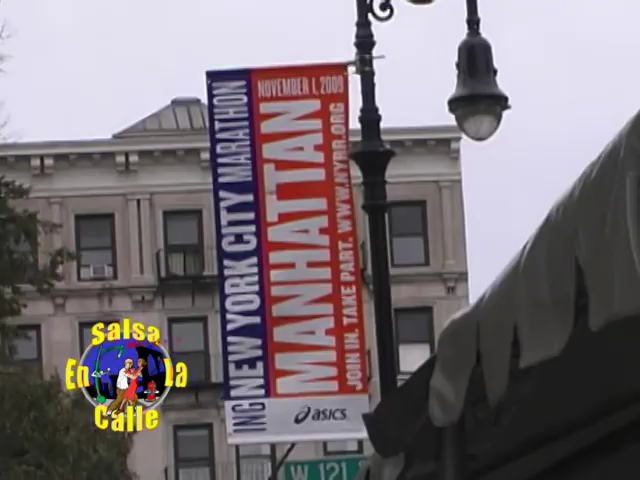 ING NEW YORK CITY MARATHON
NOVEMBER 1, 2009
MANHATTAN
JOIN IN. TAKE PART. WWW.NYRR.ORG
asics
W 121
Salsa
En La
Calle